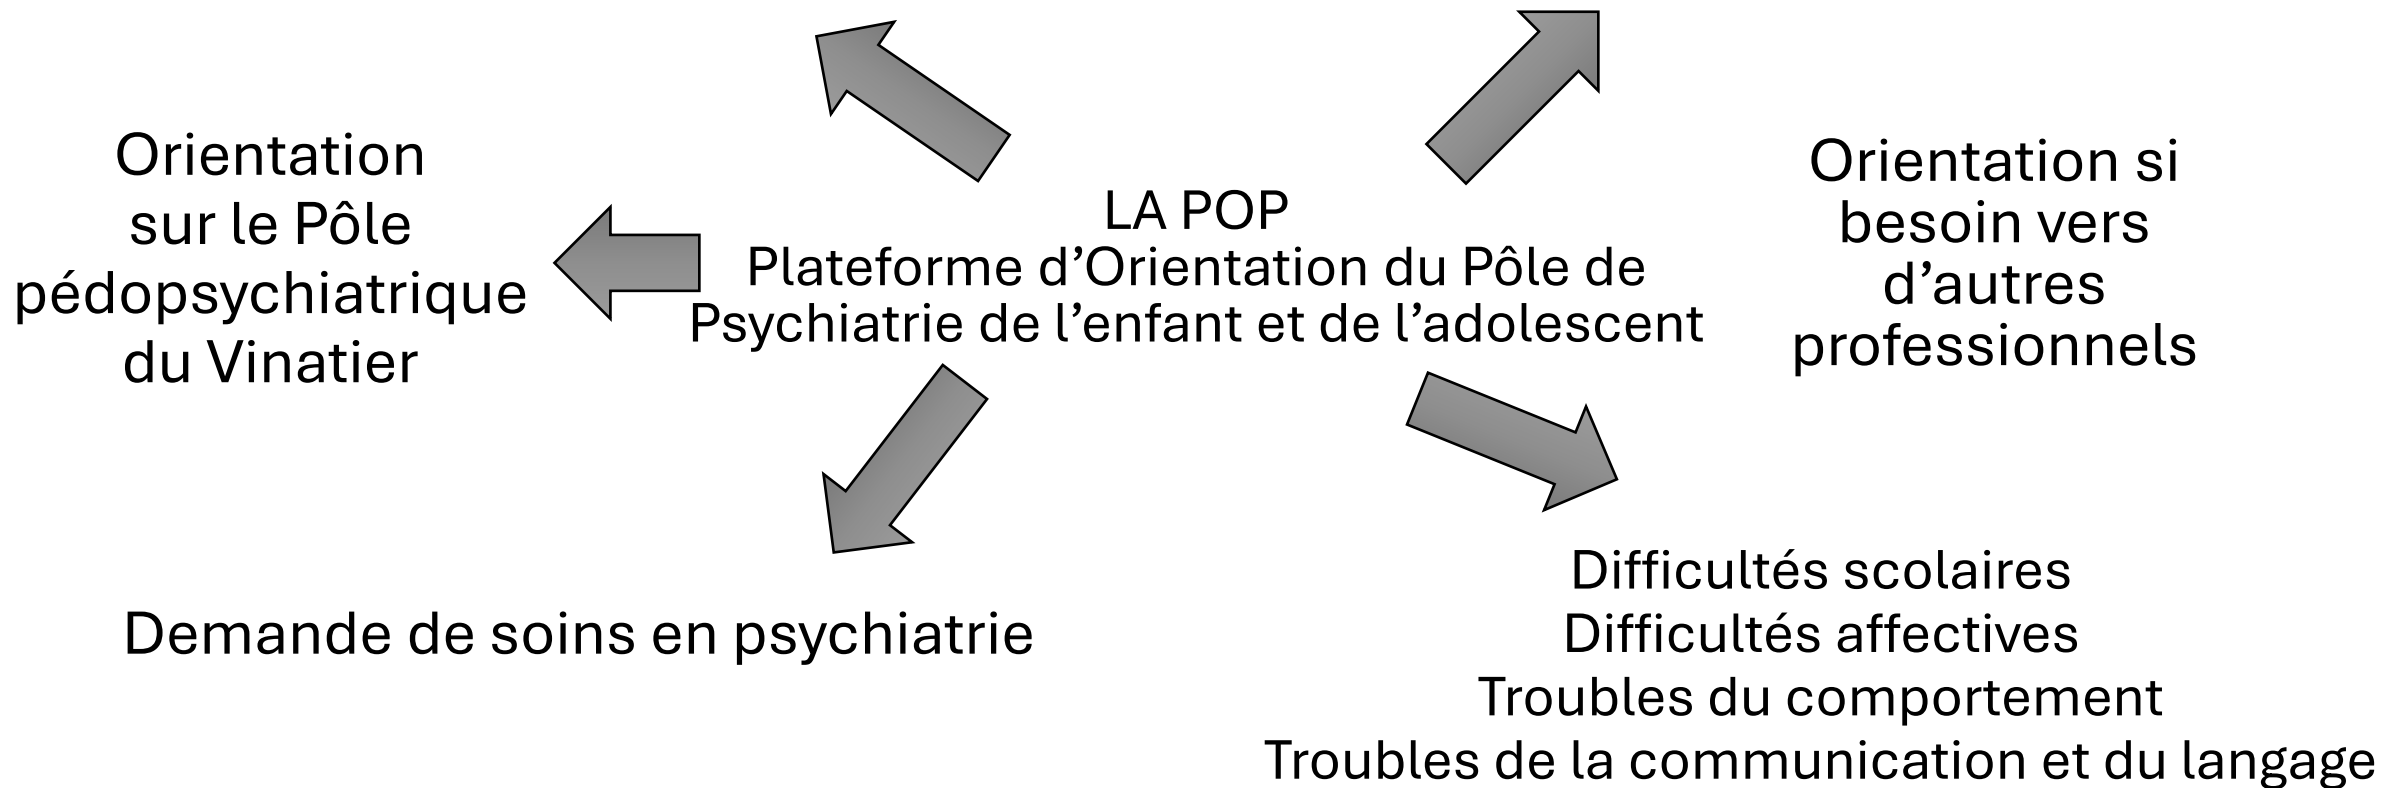 Orientation
sur le Pôle
pédopsychiatrique
du Vinatier
LA POP
Plateforme d’Orientation du Pôle de
Psychiatrie de l’enfant et de l’adolescent
Orientation si
besoin vers
d’autres
professionnels
Demande de soins en psychiatrie
Difficultés scolaires
Difficultés affectives
Troubles du comportement
Troubles de la communication et du langage